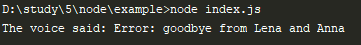 D:\study\5\node\example>node index.js
The voice said: Error: goodbye from Lena and Anna